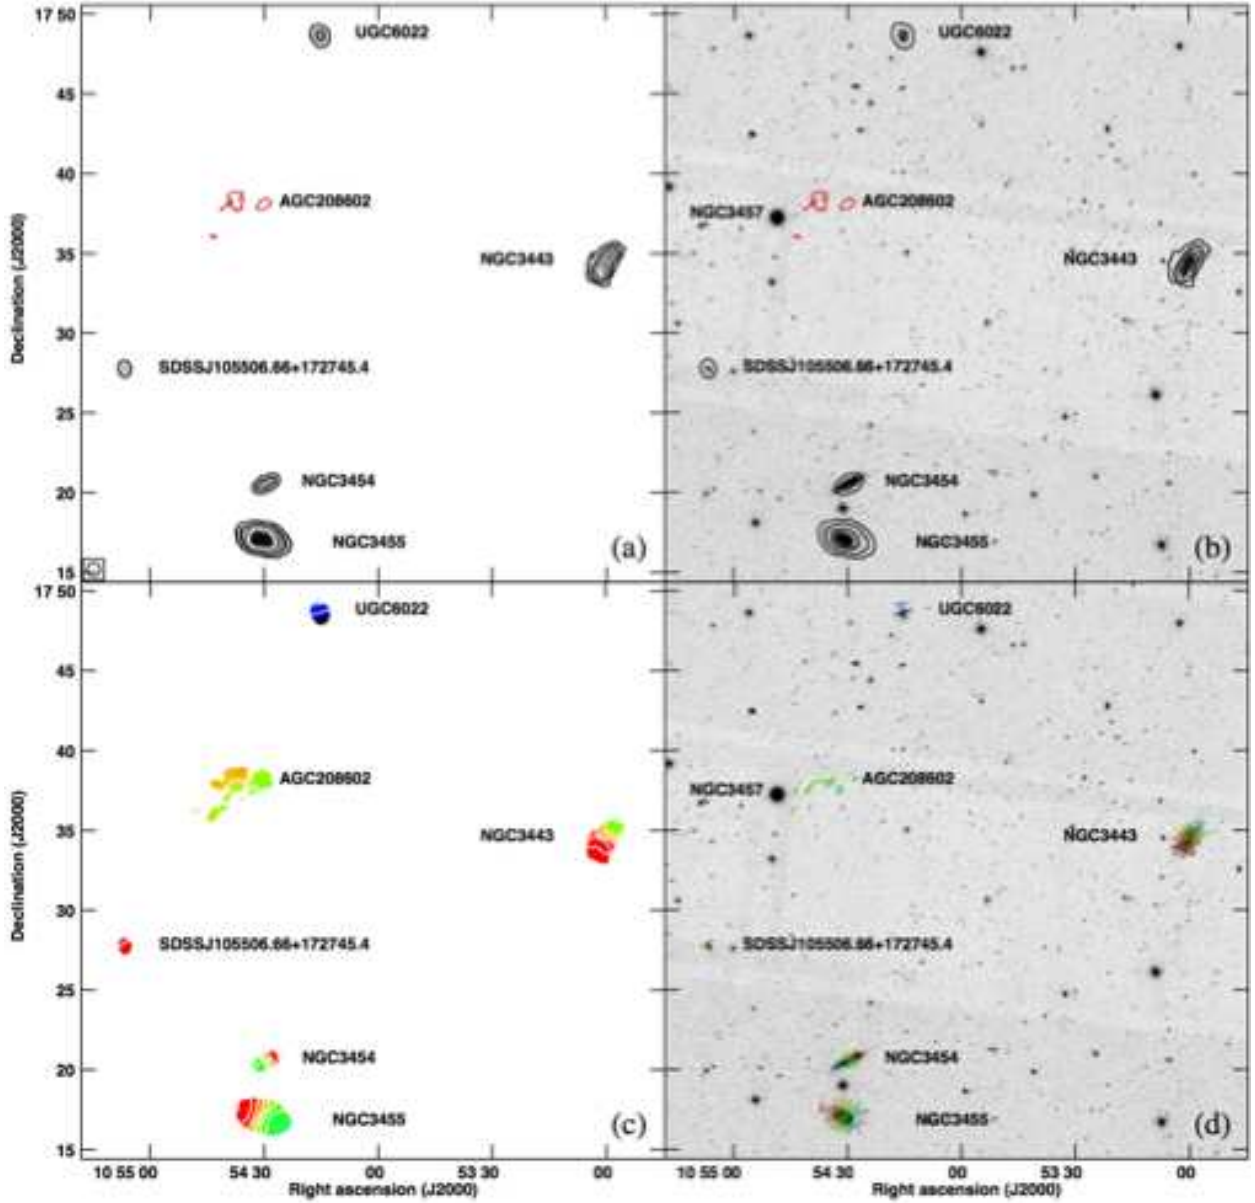 17 50
UGC6022
UGC6022
45
40
AGC208602
AGC208602
NGC3457
35
NGC3443
NGC3443
Declination (J2000)
30
SDSSJ105506.66+172745.4
SDSSJ105506.66+172745.4
25
20
NGC3454
NGC3454
NGC3455
NGC3455
(a)
(b)
15
17 50
UGC6022
UGC6022
45
40
AGC208602
AGC208602
NGC3457
35
NGC3443
NGC3443
Declination (J2000)
30
SDSSJ105506.66+172745.4
SDSSJ105506.66+172745.4
25
20
NGC3454
NGC3454
NGC3455
NGC3455
(c)
(d)
15
10 55 00 54 30 00 53 30 00
10 55 00 54 30 00 53 30 00
Right ascension (J2000)
Right ascension (J2000)